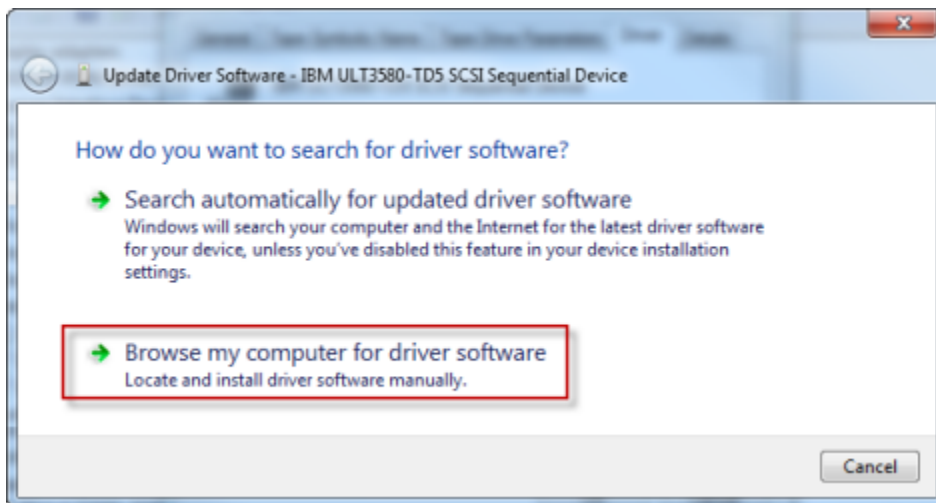 General
Driver
Details
Update Driver Software - IBM ULT3580-TD5 SCSI Sequential Device
How do you want to search for driver software?
Search automatically for updated driver software
Windows will search your computer and the Internet for the latest driver software
for your device, unless you've disabled this feature in your device installation
settings.
Browse my computer for driver software
Locate and install driver software manually.
Cancel